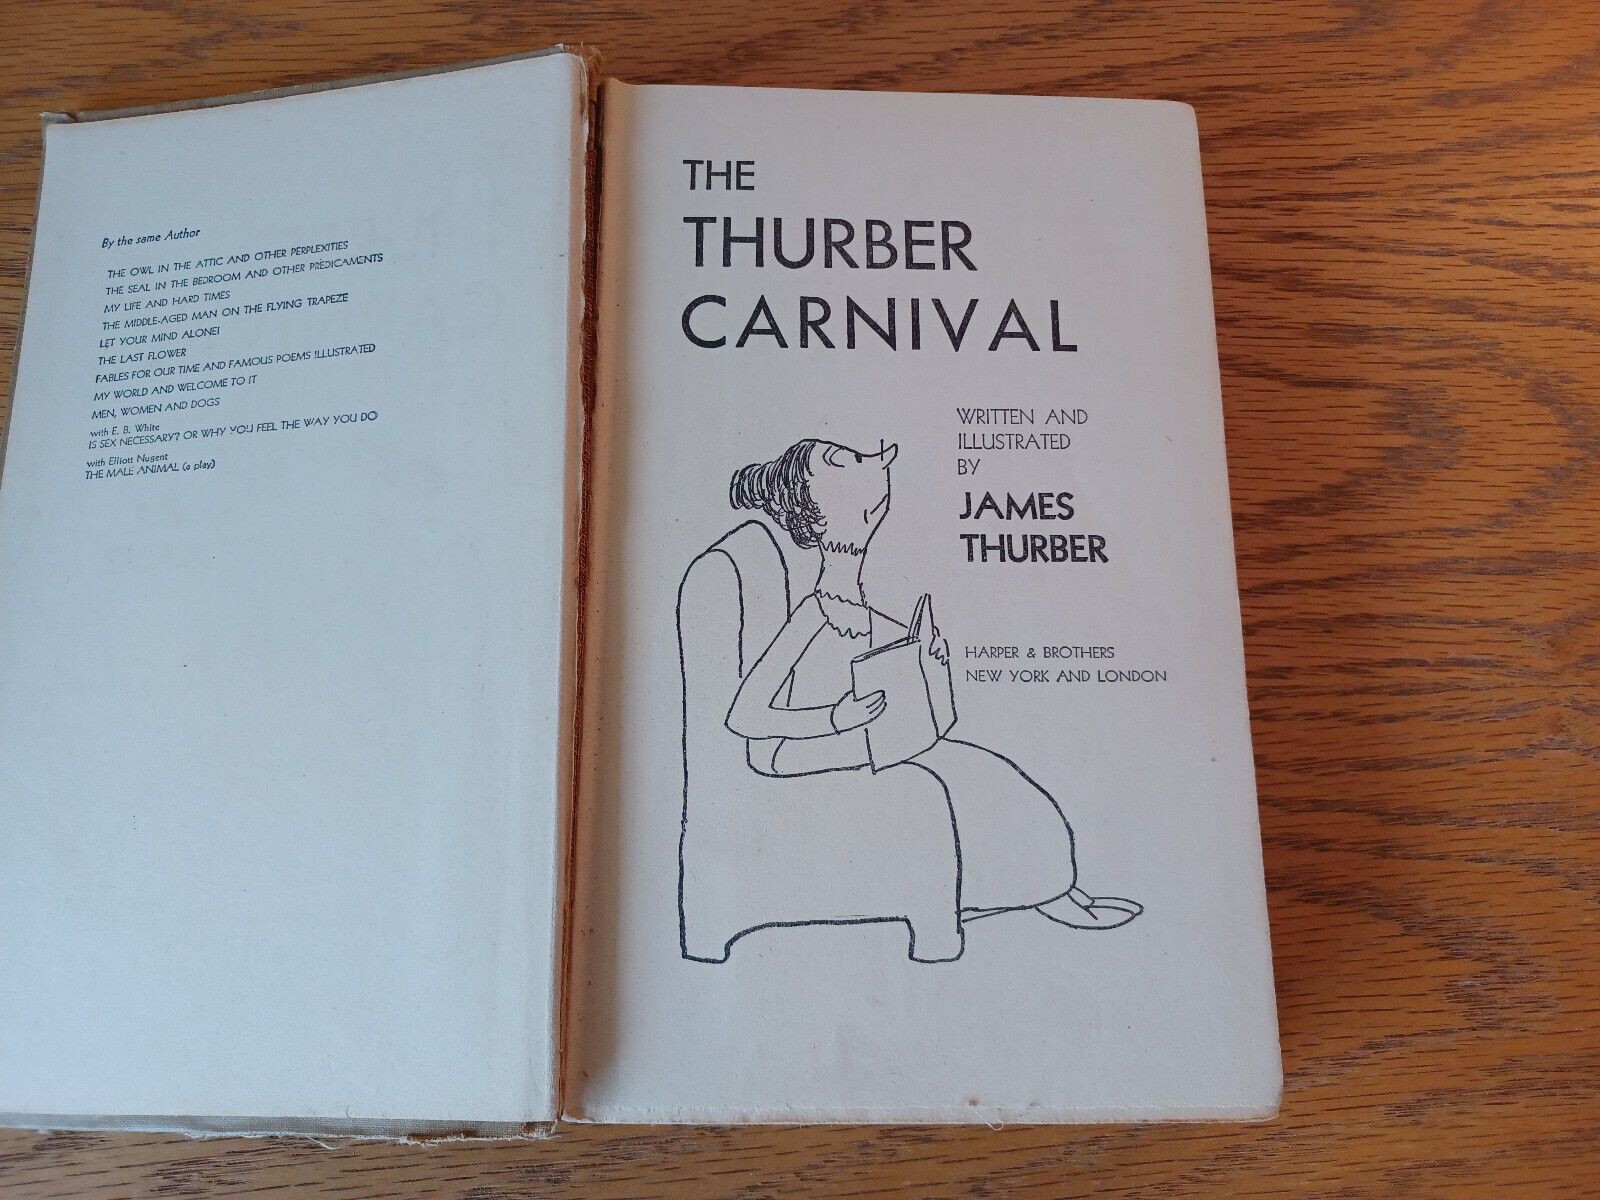 By the same Author
THE OWL IN THE ATTIC AND OTHER PERPLEXITIES
THE SEAL IN THE BEDROOM AND OTHER PREDICAMENTS
MY LIFE AND HARD TIMES
THE MIDDLE-AGED MAN ON THE FLYING TRAPEZE
LET YOUR MIND ALONE!
THE LAST FLOWER
FABLES FOR OUR TIME AND FAMOUS POEMS ILLUSTRATED
MY WORLD AND WELCOME TO IT
MEN, WOMEN AND DOGS
with E. B. White
IS SEX NECESSARY? OR WHY YOU FEEL THE WAY YOU DO
with Elliott Nugent
THE MALE ANIMAL (a play)
THE
THURBER
CARNIVAL
WRITTEN AND
ILLUSTRATED
BY
JAMES
THURBER
HARPER & BROTHERS
NEW YORK AND LONDON